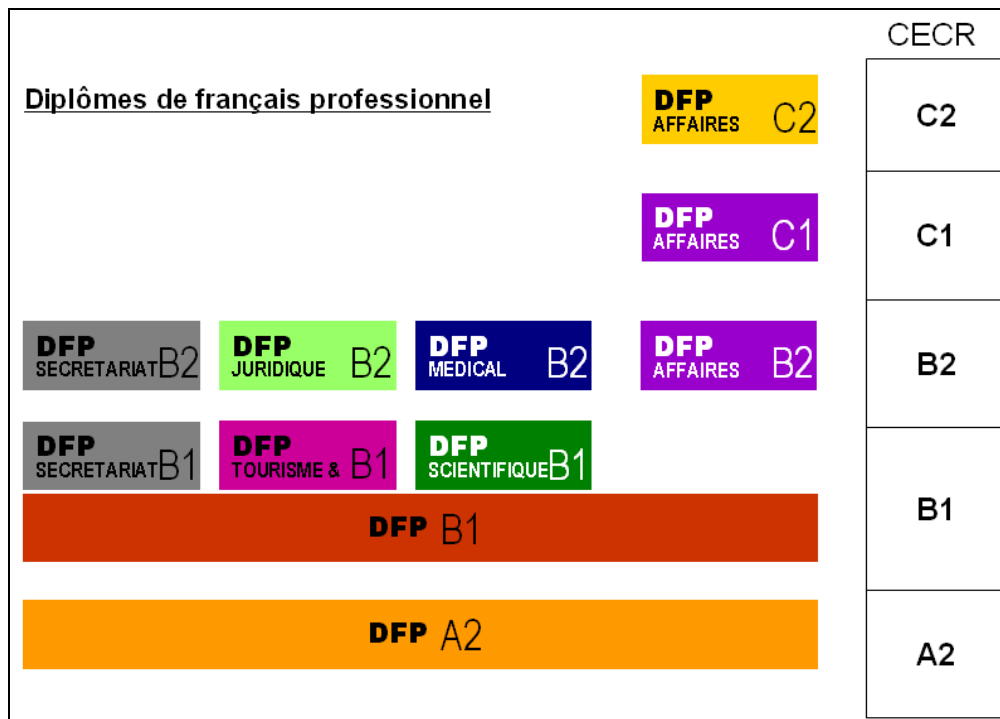 CECR
Diplômes de français professionnel
DFP
AFFAIRES C2
C2
DFP
AFFAIRES C1
C1
DFP
SECRETARIAT B2
DFP
JURIDIQUE B2
DFP
MEDICAL B2
DFP
AFFAIRES B2
B2
DFP
SECRETARIAT B1
DFP
TOURISME & B1
DFP
SCIENTIFIQUE B1
DFP B1
B1
DFP A2
A2